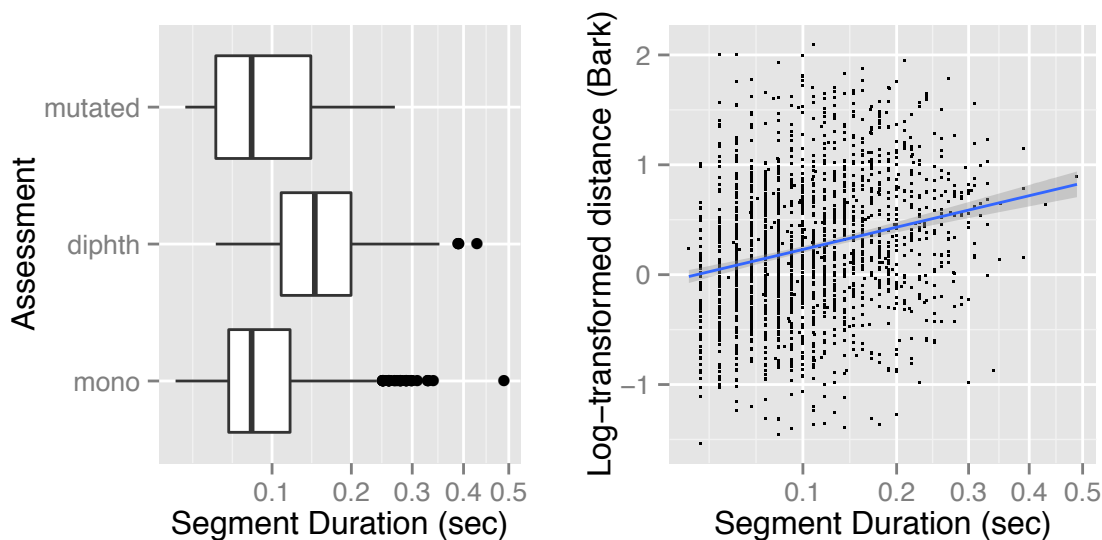 Assessment
mutated
diphth
mono
0.1 0.2 0.3 0.4 0.5
Segment Duration (sec)
Log−transformed distance (Bark)
2
1
0
−1
0.1 0.2 0.3 0.4 0.5
Segment Duration (sec)